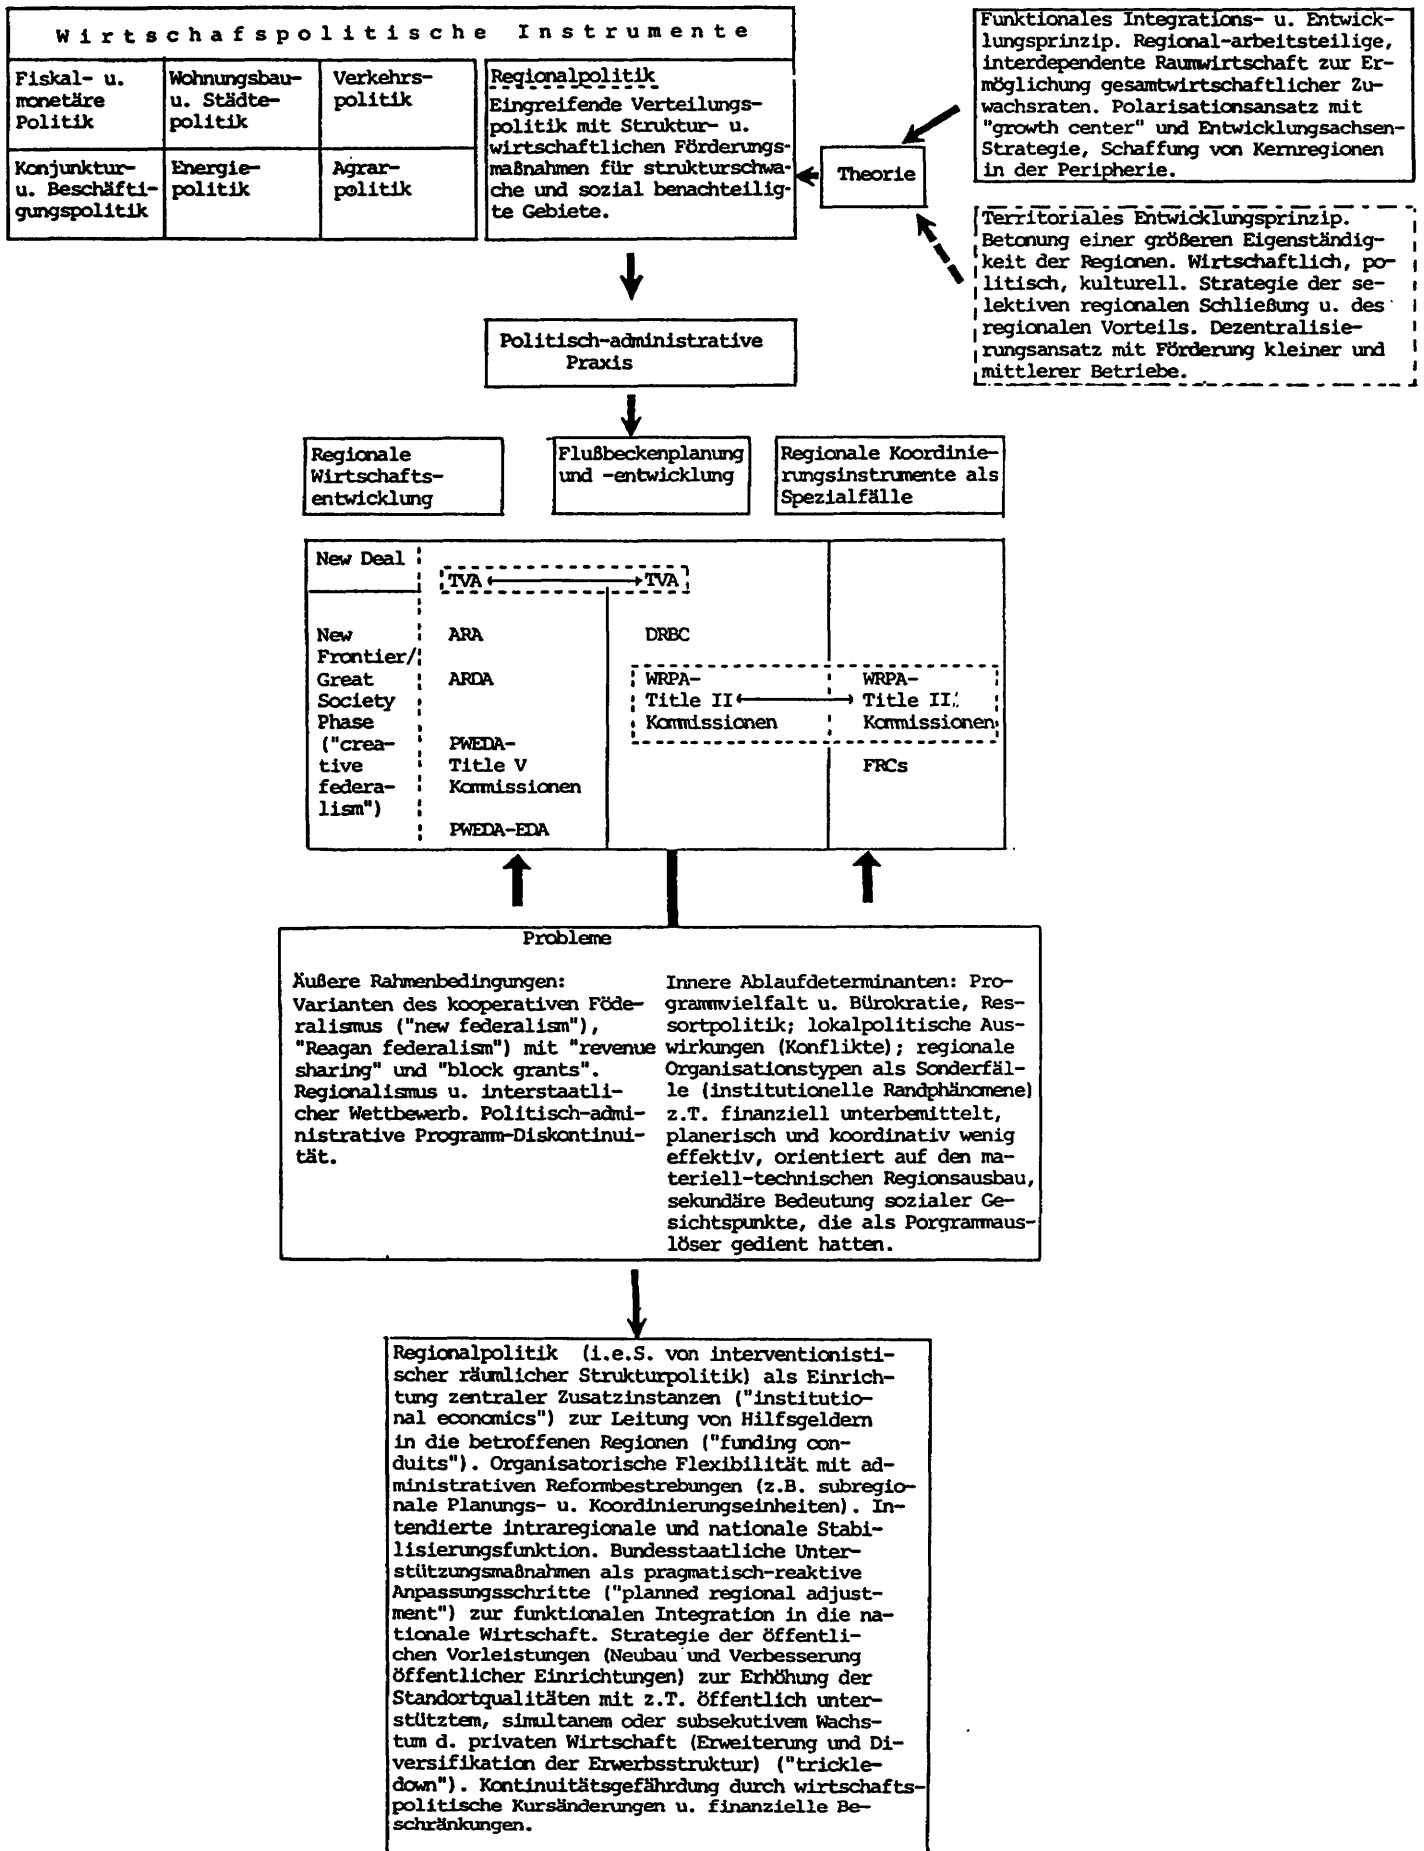 Wirtschafspolitische Instrumente
Fiskal- u.
monetäre
Politik
Wohnungsbau-
u. Städte-
politik
Verkehrs-
politik
Konjunktur-
u. Beschäfti-
gungspolitik
Energie-
politik
Agrar-
politik
Regionalpolitik
Eingreifende Verteilungs-
politik mit Struktur- u.
wirtschaftlichen Förderungs-
maßnahmen für strukturschwa-
che und sozial benachteilig-
te Gebiete.
Theorie
Funktionales Integrations- u. Entwick-
lungsprinzip. Regional-arbeitsteilige,
interdependente Raumwirtschaft zur Er-
möglichung gesamtwirtschaftlicher Zu-
wachsraten. Polarisationsansatz mit
"growth center" und Entwicklungsachsen-
Strategie, Schaffung von Kernregionen
in der Peripherie.
Territoriales Entwicklungsprinzip.
Betonung einer größeren Eigenständig-
keit der Regionen. Wirtschaftlich, po-
litisch, kulturell. Strategie der se-
lektiven regionalen Schließung u. des
regionalen Vorteils. Dezentralisie-
rungsansatz mit Förderung kleiner und
mittlerer Betriebe.
Politisch-administrative
Praxis
Regionale
Wirtschafts-
entwicklung
Flußbeckenplanung
und -entwicklung
Regionale Koordinie-
rungsinstrumente als
Spezialfälle
New Deal
TVA TVA
New
Frontier/
Great
Society
Phase
("crea-
tive
federa-
lism")
ARA
ARDA
PWEDA-
Title V
Kommissionen
PWEDA-EDA
DRBC
WRPA-
Title II
Kommissionen
WRPA-
Title II
Kommissionen
FRCs
Probleme
Äußere Rahmenbedingungen:
Varianten des kooperativen Föde-
ralismus ("new federalism"),
"Reagan federalism") mit "revenue
sharing" und "block grants".
Regionalismus u. interstaatli-
cher Wettbewerb. Politisch-admi-
nistrative Programm-Diskontinui-
tät.
Innere Ablaufdeterminanten: Pro-
grammvielfalt u. Bürokratie, Res-
sortpolitik; lokalpolitische Aus-
wirkungen (Konflikte); regionale
Organisationstypen als Sonderfäl-
le (institutionelle Randphänomene)
z.T. finanziell unterbemittelt,
planerisch und koordinativ wenig
effektiv, orientiert auf den ma-
teriell-technischen Regionsausbau,
sekundäre Bedeutung sozialer Ge-
sichtspunkte, die als Porgrammaus-
löser gedient hatten.
Regionalpolitik (i.e.S. von interventionisti-
scher räumlicher Strukturpolitik) als Einrich-
tung zentraler Zusatzinstanzen ("institutio-
nal economics") zur Leitung von Hilfsgeldern
in die betroffenen Regionen ("funding con-
duits"). Organisatorische Flexibilität mit ad-
ministrativen Reformbestrebungen (z.B. subregio-
nale Planungs- u. Koordinierungseinheiten). In-
tendierte intraregionale und nationale Stabi-
lisierungsfunktion. Bundesstaatliche Unter-
stützungsmaßnahmen als pragmatisch-reaktive
Anpassungsschritte ("planned regional adjust-
ment") zur funktionalen Integration in die na-
tionale Wirtschaft. Strategie der öffentli-
chen Vorleistungen (Neubau und Verbesserung
öffentlicher Einrichtungen) zur Erhöhung der
Standortqualitäten mit z.T. öffentlich unter-
stütztem, simultanem oder subsekutivem Wachs-
tum d. privaten Wirtschaft (Erweiterung und Di-
versifikation der Erwerbsstruktur) ("trickle-
down"). Kontinuitätsgefährdung durch wirtschafts-
politische Kursänderungen u. finanzielle Be-
schränkungen.